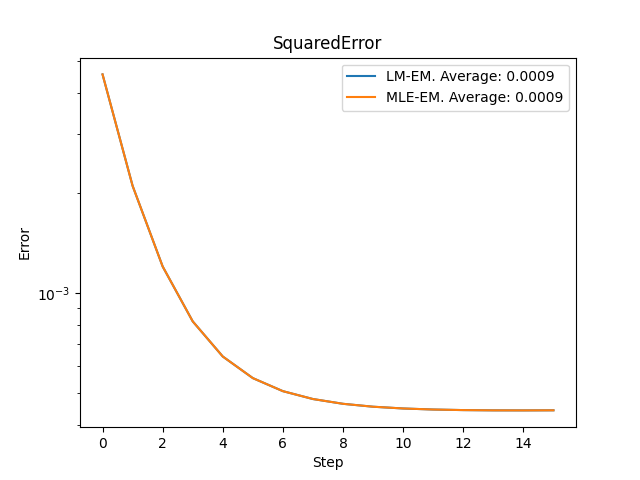 SquaredError
LM-EM. Average: 0.0009
MLE-EM. Average: 0.0009
Error
10⁻³
0 2 4 6 8 10 12 14
Step